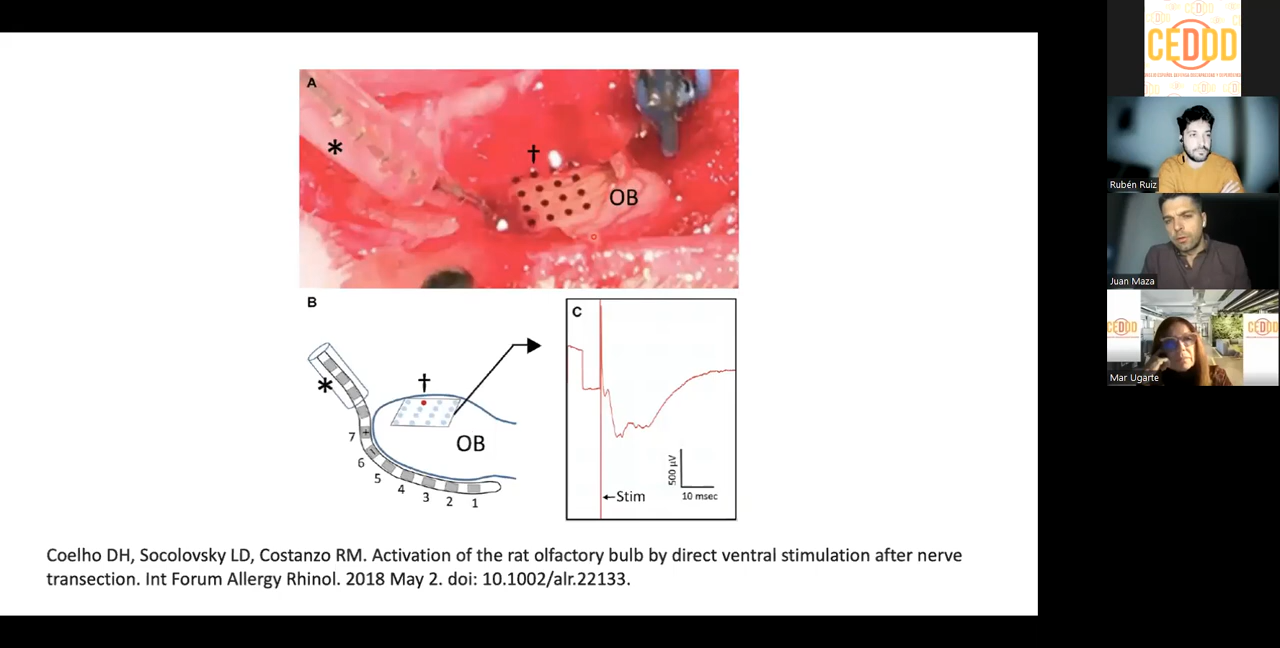 A
*
†
OB
B
*
†
OB
7
+
6
-
5
4
3
2
1
C
500 µV
←Stim
10 msec
Coelho DH, Socolovsky LD, Costanzo RM. Activation of the rat olfactory bulb by direct ventral stimulation after nerve
transection. Int Forum Allergy Rhinol. 2018 May 2. doi: 10.1002/alr.22133.
CEDDD
Rubén Ruiz
Juan Maza
CEDDD
CEDDD
Mar Ugarte